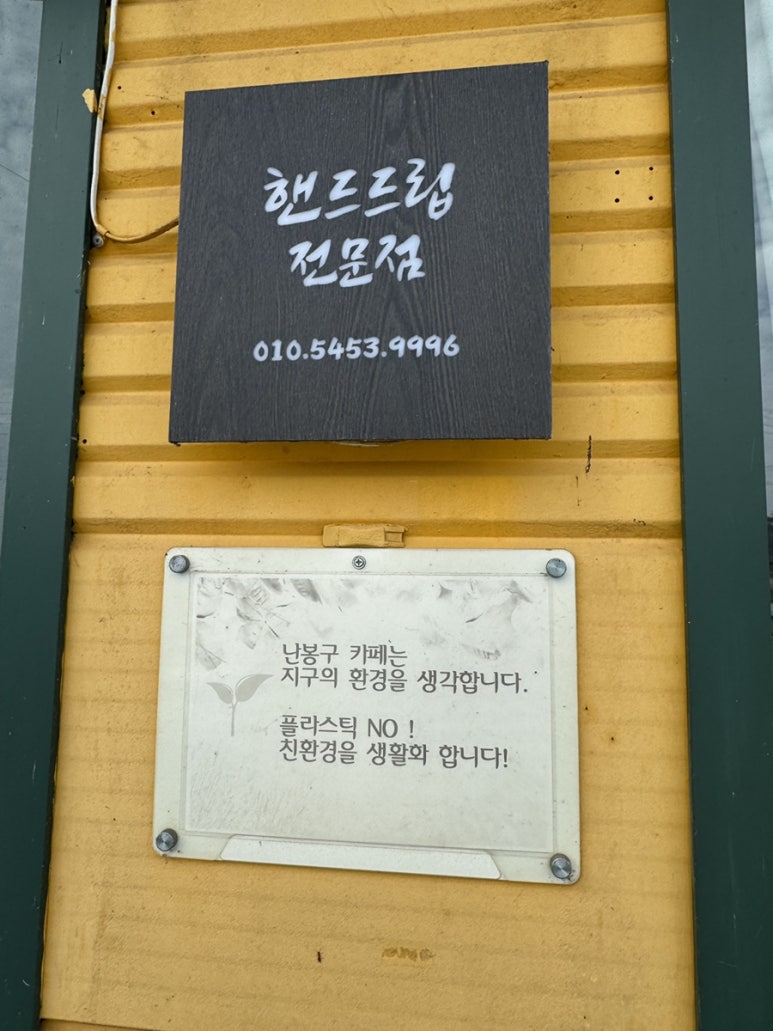 핸드드립
전문점
010.5453.9996
난봉구 카페는
지구의 환경을 생각합니다.
플라스틱 NO !
친환경을 생활화 합니다!